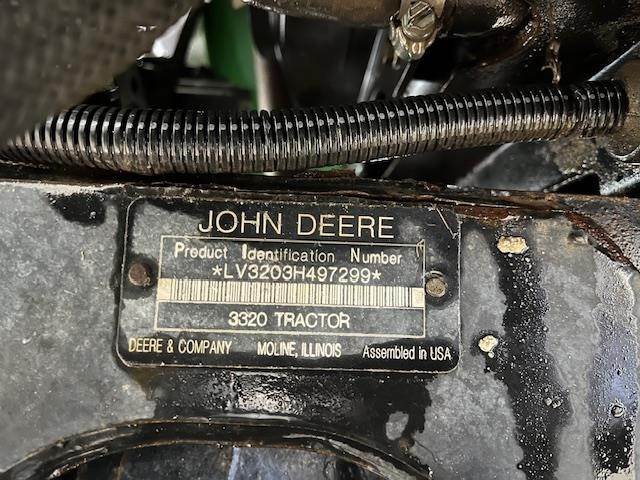 JOHN DEERE
Product Identification Number
*LV3203H497299*
3320 TRACTOR
DEERE & COMPANY MOLINE, ILLINOIS Assembled in USA